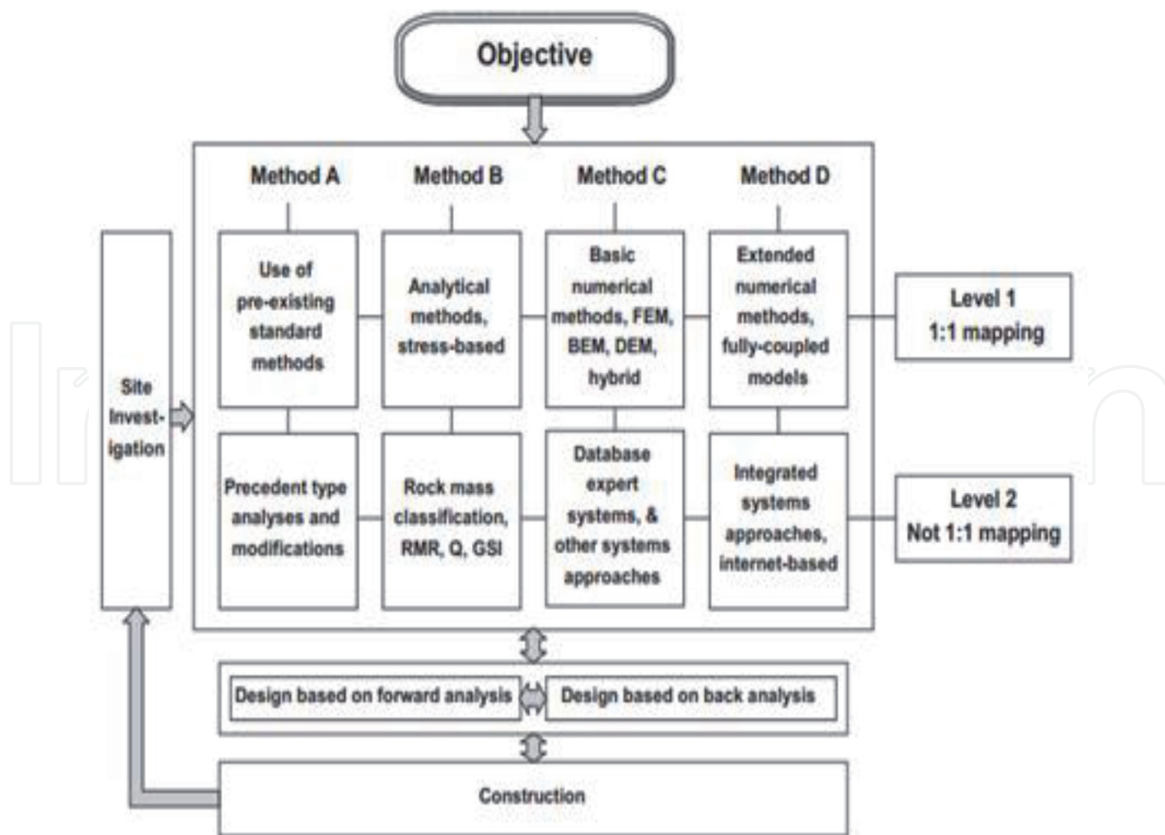 Objective
Method A
Method B
Method C
Method D
Use of
pre-existing
standard
methods
Analytical
methods,
stress-based
Basic
numerical
methods, FEM,
BEM, DEM,
hybrid
Extended
numerical
methods,
fully-coupled
models
Level 1
1:1 mapping
Site
Invest-
igation
Precedent type
analyses and
modifications
Rock mass
classification,
RMR, Q, GSI
Database
expert
systems, &
other systems
approaches
Integrated
systems
approaches,
internet-based
Level 2
Not 1:1 mapping
Design based on forward analysis
Design based on back analysis
Construction